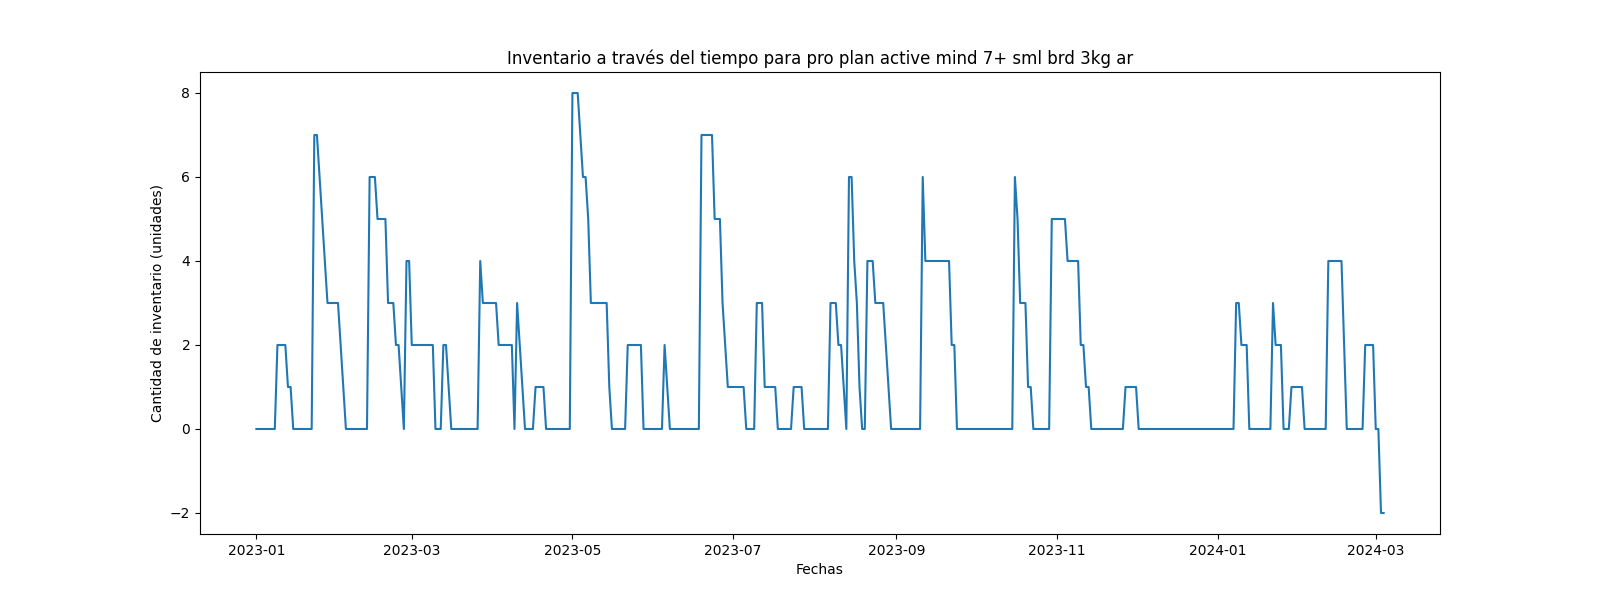 Inventario a través del tiempo para pro plan active mind 7+ sml brd 3kg ar
Cantidad de inventario (unidades)
8
6
4
2
0
−2
2023-01 2023-03 2023-05 2023-07 2023-09 2023-11 2024-01 2024-03
Fechas